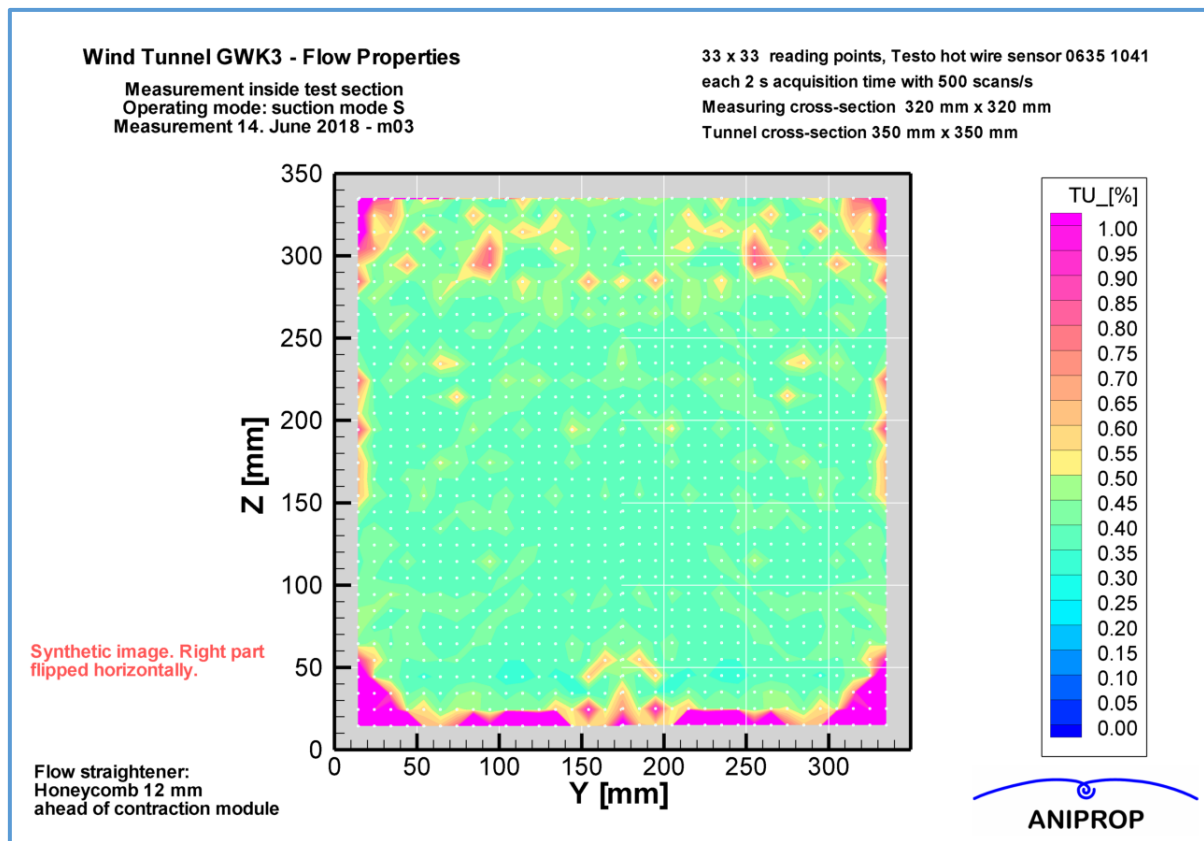 Wind Tunnel GWK3 - Flow Properties
Measurement inside test section
Operating mode: suction mode S
Measurement 14. June 2018 - m03
33 x 33 reading points, Testo hot wire sensor 0635 1041
each 2 s acquisition time with 500 scans/s
Measuring cross-section 320 mm x 320 mm
Tunnel cross-section 350 mm x 350 mm
350
300
250
200
150
100
50
0
Z [mm]
0 50 100 150 200 250 300
Y [mm]
TU_[%]
1.00
0.95
0.90
0.85
0.80
0.75
0.70
0.65
0.60
0.55
0.50
0.45
0.40
0.35
0.30
0.25
0.20
0.15
0.10
0.05
0.00
Synthetic image. Right part
flipped horizontally.
Flow straightener:
Honeycomb 12 mm
ahead of contraction module
ANIPROP